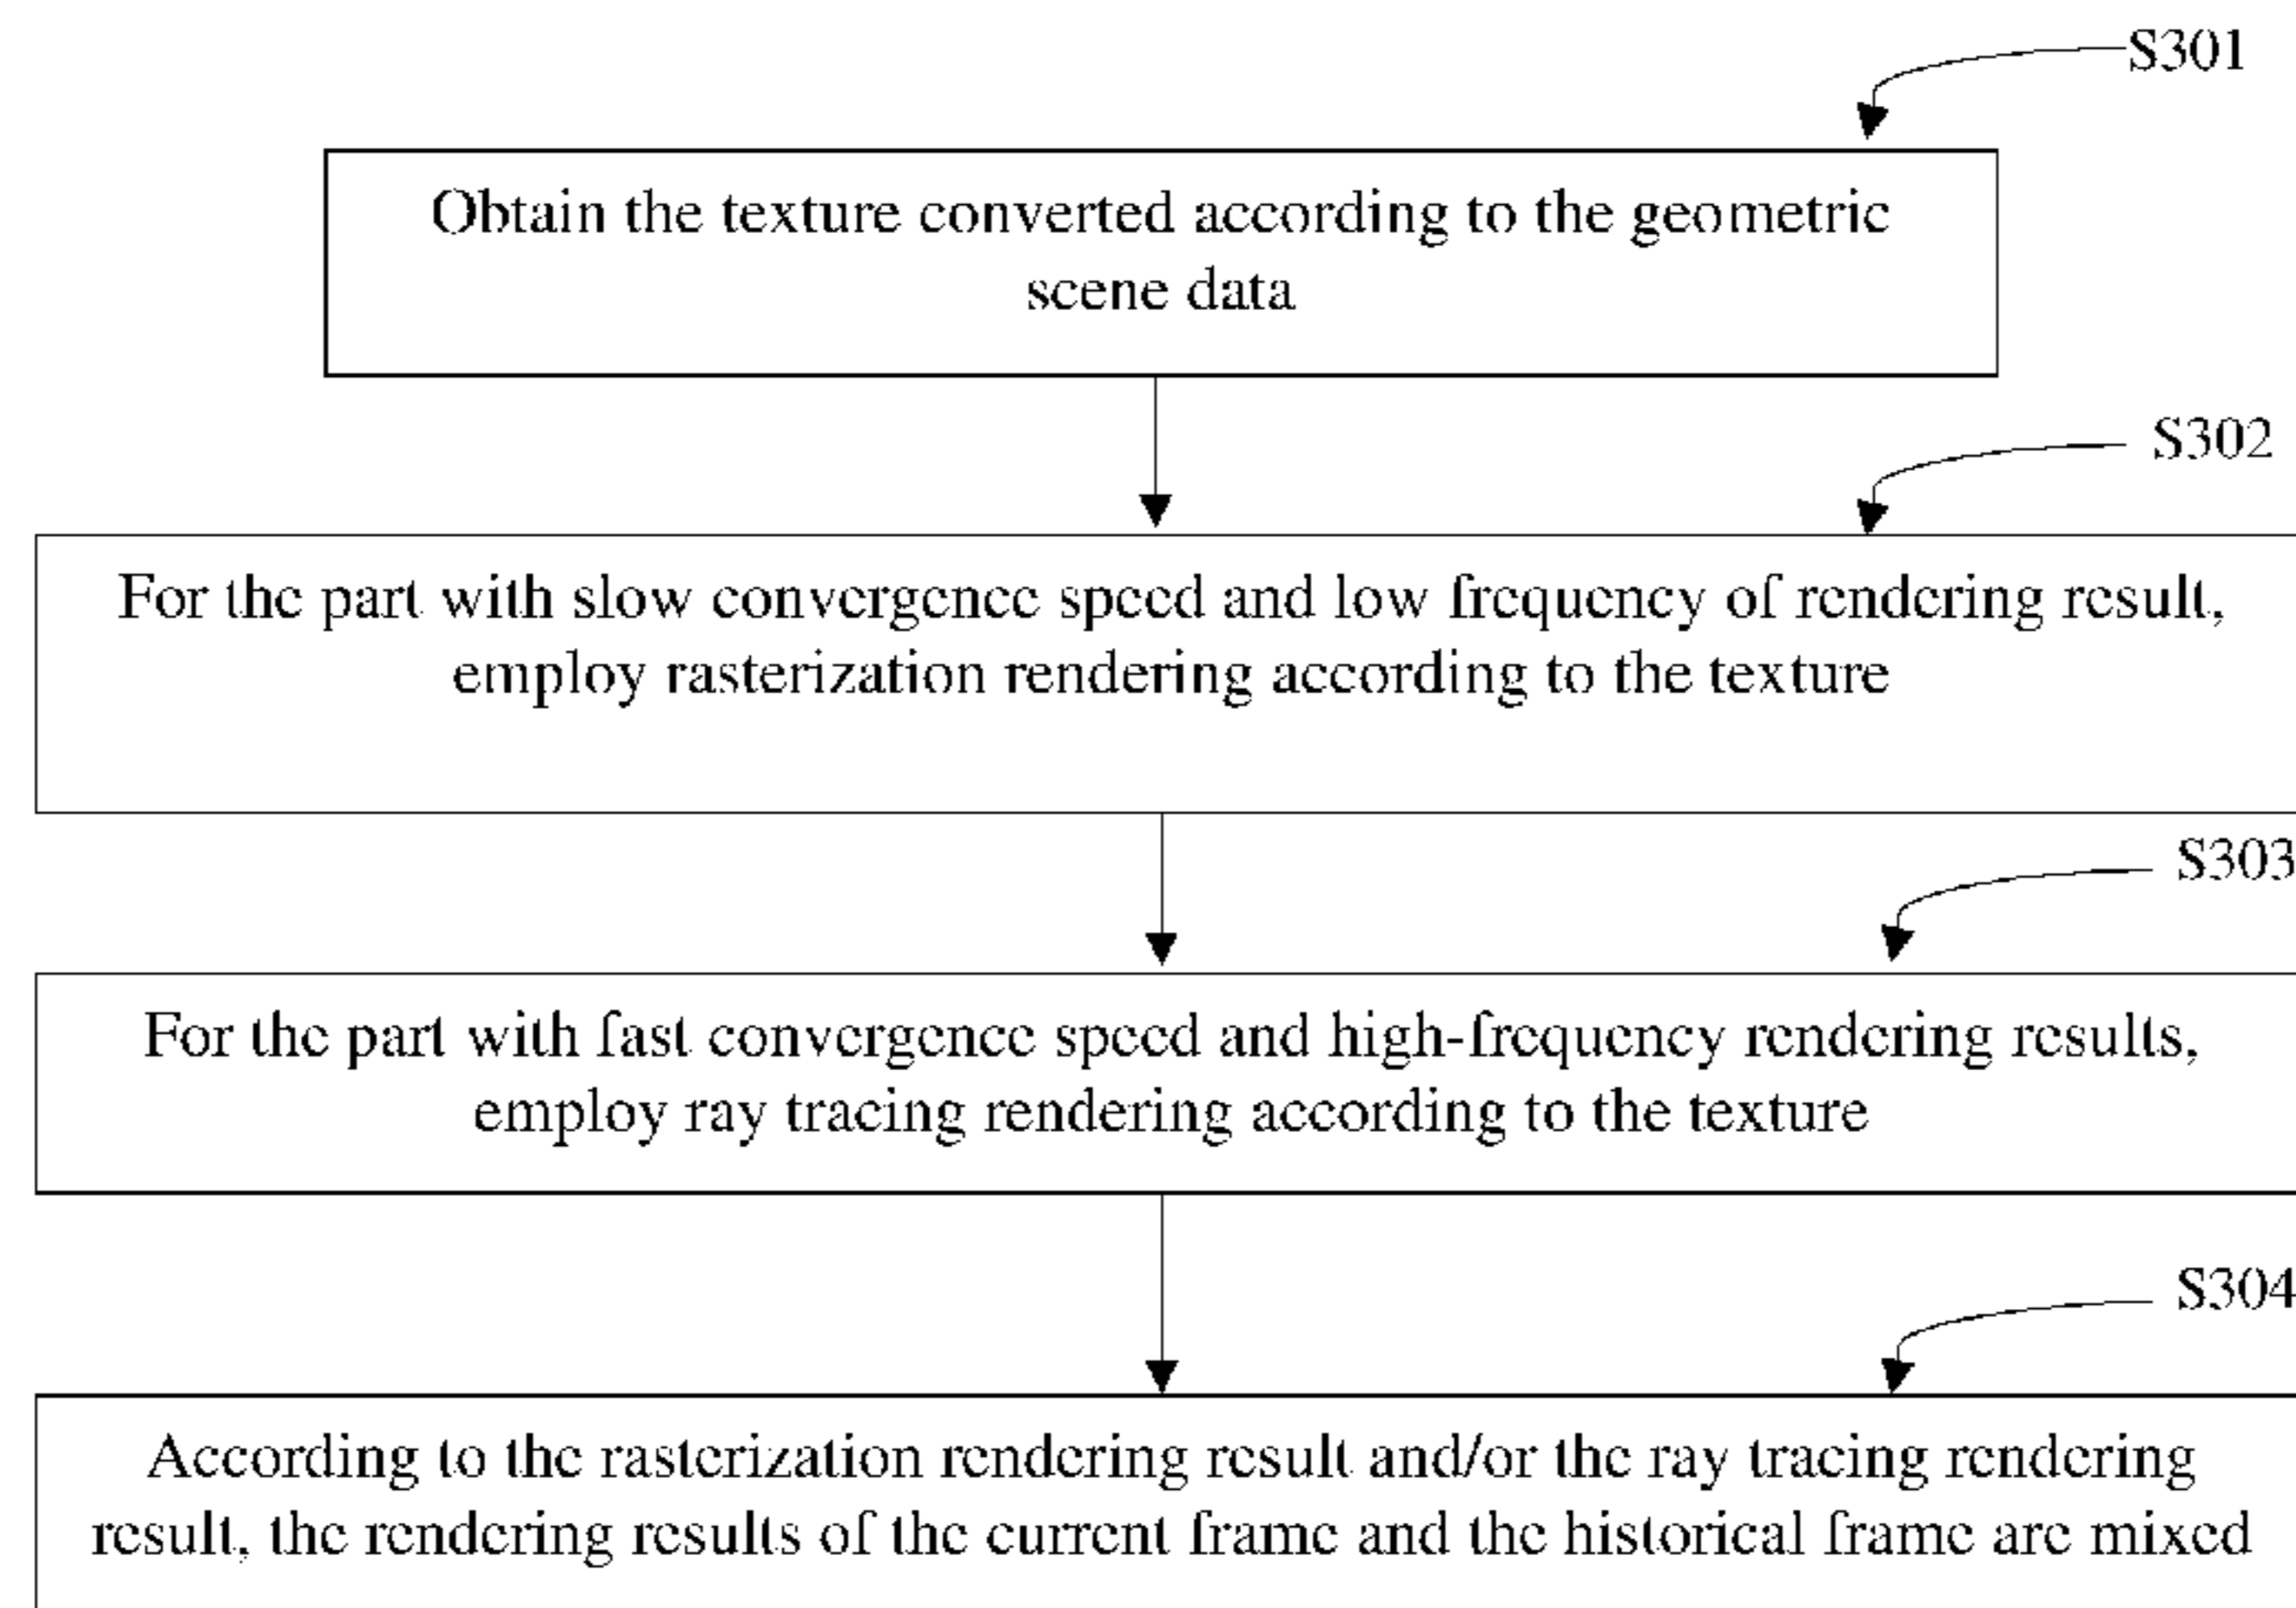 S301
Obtain the texture converted according to the geometric
scene data
S302
For the part with slow convergence speed and low frequency of rendering result,
employ rasterization rendering according to the texture
S303
For the part with fast convergence speed and high-frequency rendering results,
employ ray tracing rendering according to the texture
S304
According to the rasterization rendering result and/or the ray tracing rendering
result, the rendering results of the current frame and the historical frame are mixed